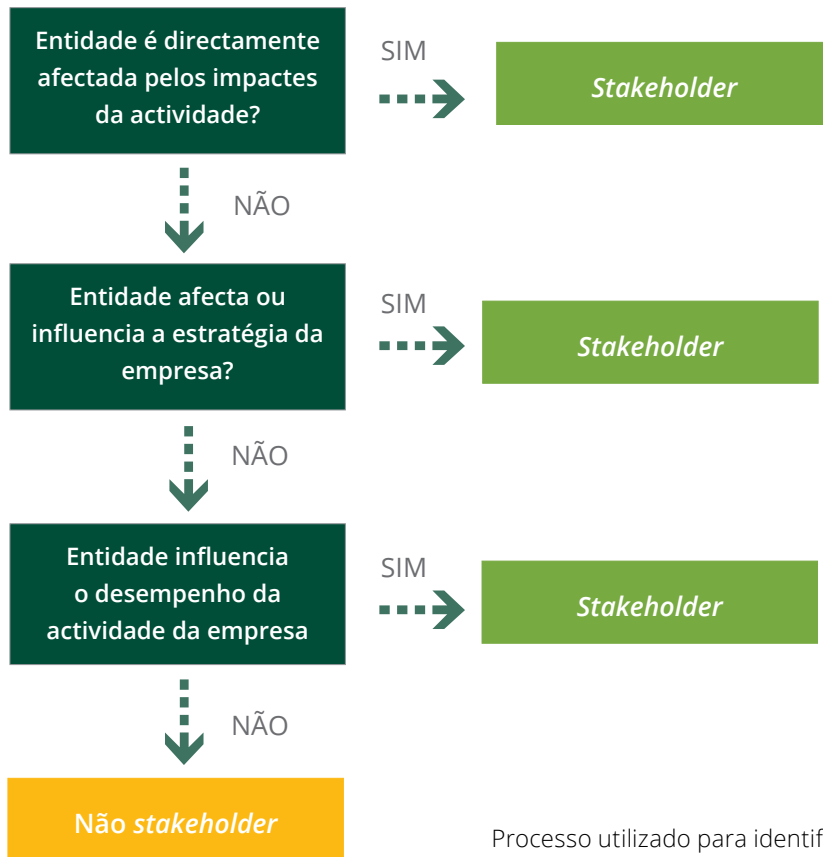 Entidade é directamente
afectada pelos impactes
da actividade?
SIM
Stakeholder
NÃO
Entidade afecta ou
influencia a estratégia da
empresa?
SIM
Stakeholder
NÃO
Entidade influencia
o desempenho da
actividade da empresa
SIM
Stakeholder
NÃO
Não stakeholder
Processo utilizado para